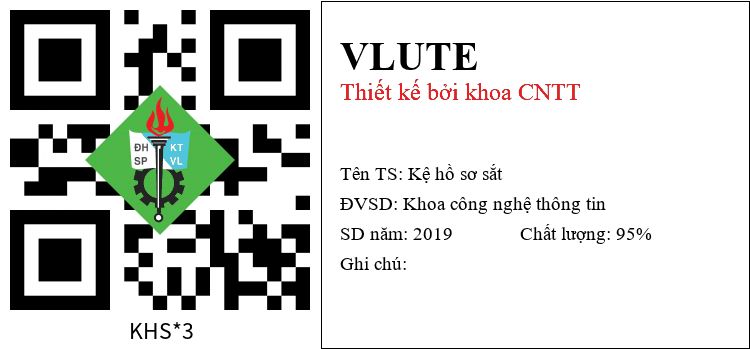 ĐH KT
SP VL
KHS*3
VLUTE
Thiết kế bởi khoa CNTT
Tên TS: Kệ hồ sơ sắt
ĐVSD: Khoa công nghệ thông tin
SD năm: 2019 Chất lượng: 95%
Ghi chú: